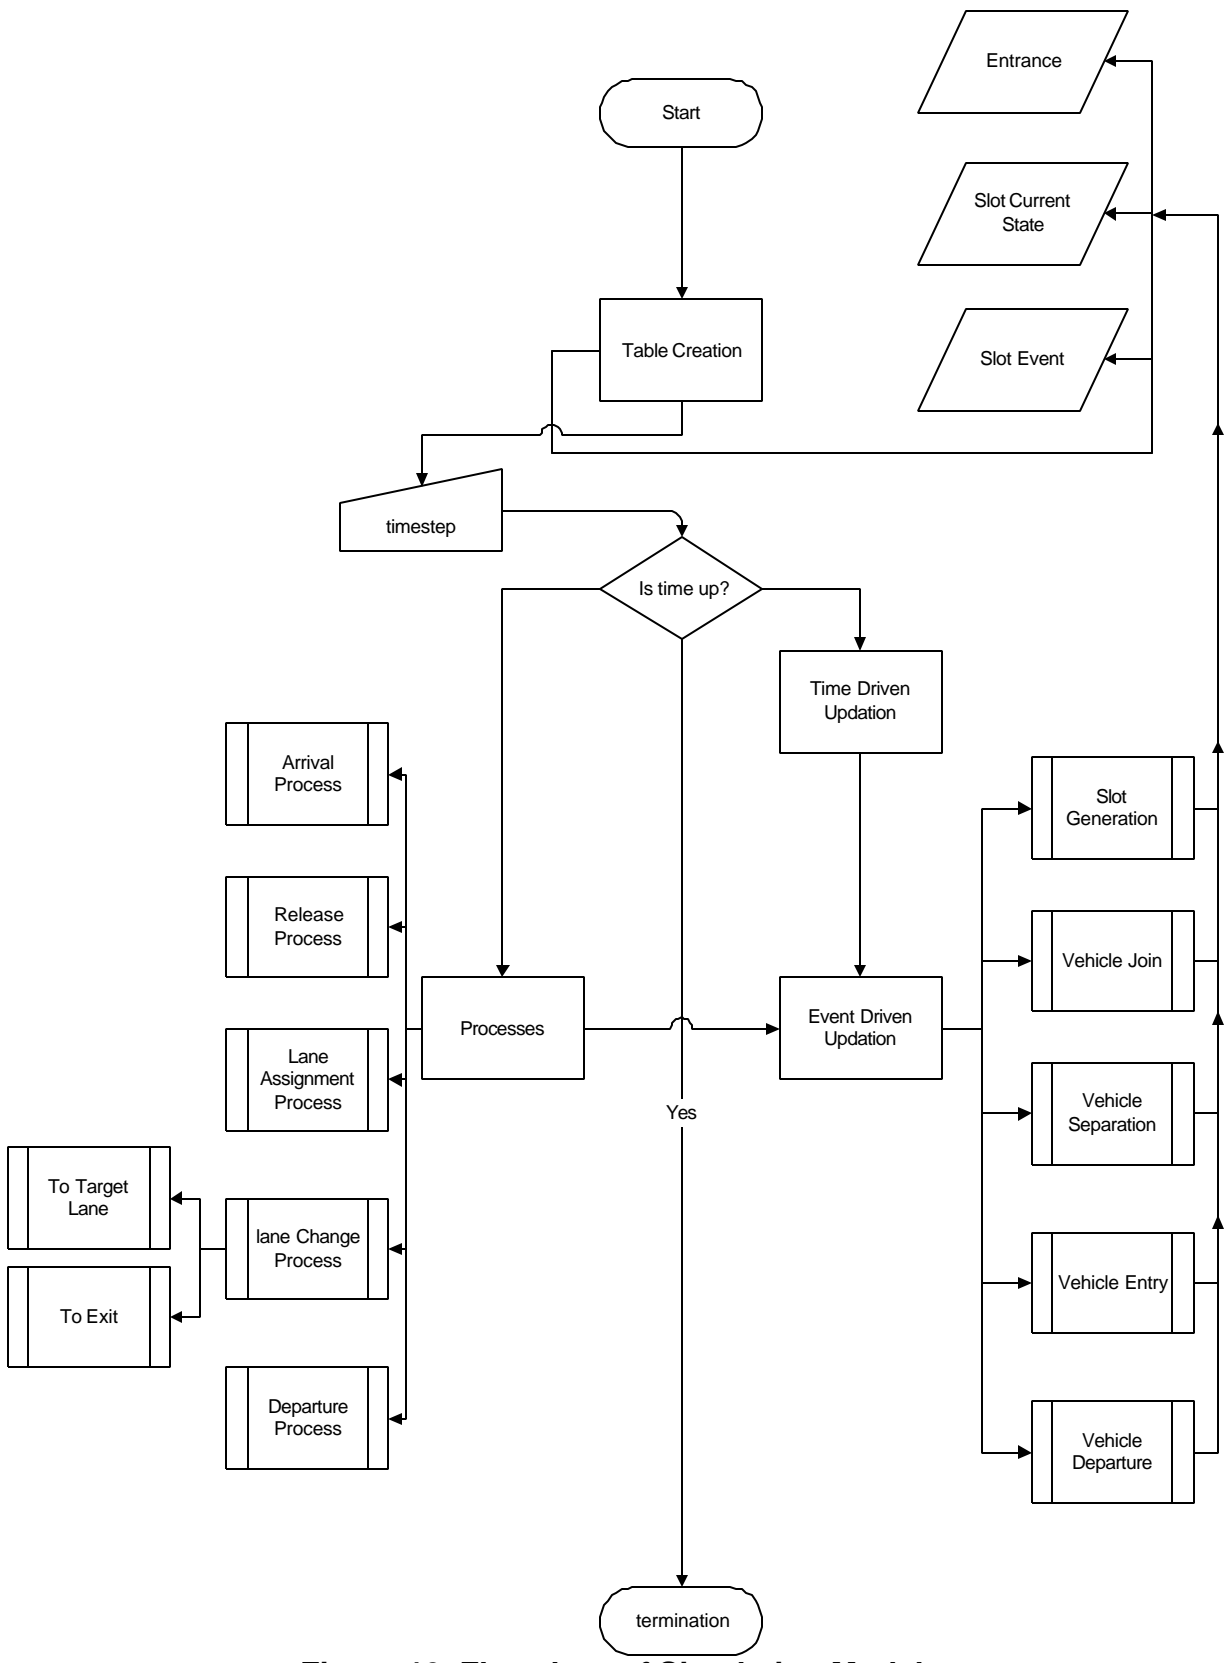 Entrance
Start
Slot Current
State
Slot Event
Table Creation
timestep
Is time up?
Time Driven
Updation
Arrival
Process
Slot
Generation
Release
Process
Vehicle Join
Processes
Event Driven
Updation
Lane
Assignment
Process
Yes
Vehicle
Separation
To Target
Lane
lane Change
Process
Vehicle Entry
To Exit
Departure
Process
Vehicle
Departure
termination